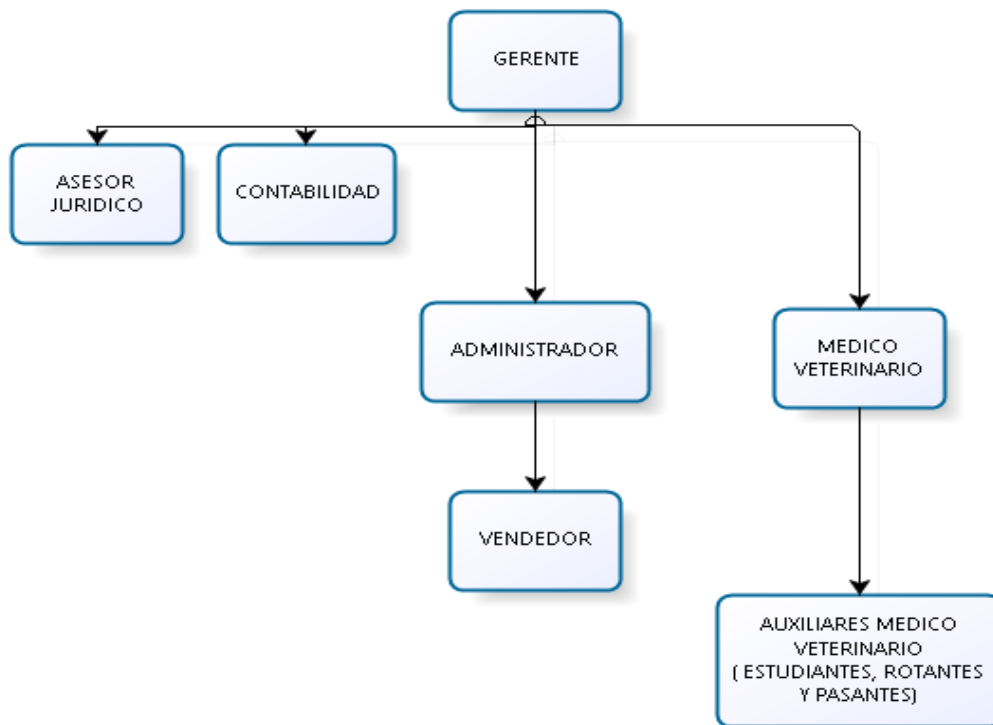 GERENTE
ASESOR
JURIDICO
CONTABILIDAD
ADMINISTRADOR
MEDICO
VETERINARIO
VENDEDOR
AUXILIARES MEDICO
VETERINARIO
( ESTUDIANTES, ROTANTES
Y PASANTES)